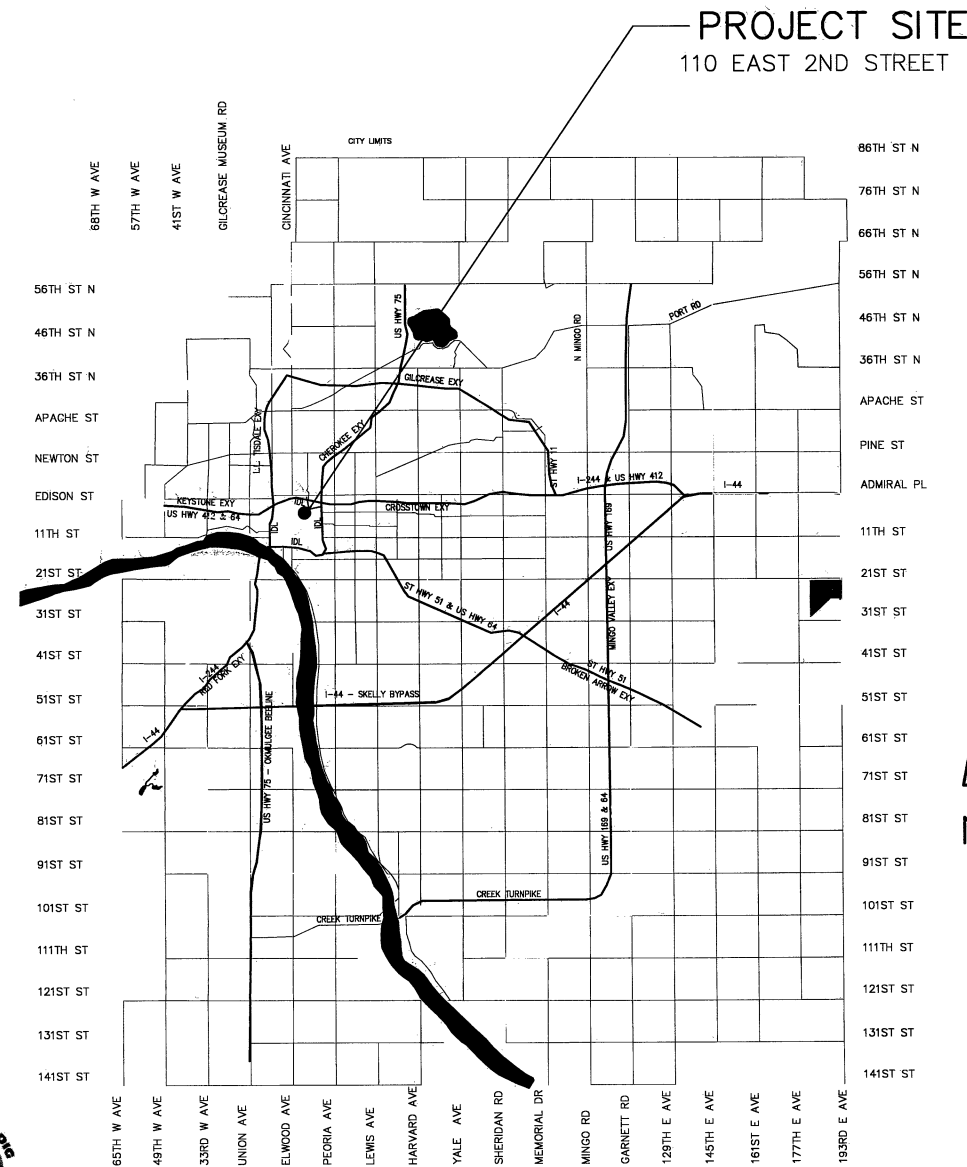 PROJECT SITE
110 EAST 2ND STREET
CITY LIMITS
68TH W AVE
57TH W AVE
41ST W AVE
GILCREASE MUSEUM RD
CINCINNATI AVE
86TH ST N
76TH ST N
66TH ST N
56TH ST N
46TH ST N
36TH ST N
APACHE ST
PINE ST
ADMIRAL PL
11TH ST
21ST ST
31ST ST
41ST ST
51ST ST
61ST ST
71ST ST
81ST ST
91ST ST
101ST ST
111TH ST
121ST ST
131ST ST
141ST ST
56TH ST N
46TH ST N
36TH ST N
APACHE ST
NEWTON ST
EDISON ST
11TH ST
21ST ST
31ST ST
41ST ST
51ST ST
61ST ST
71ST ST
81ST ST
91ST ST
101ST ST
111TH ST
121ST ST
131ST ST
141ST ST
US HWY 75
PORT RD
N MINGO RD
GILCREASE EXY
L.L. TISDALE EXY
CHEROKEE EXY
ST HWY 11
I-244 & US HWY 412
I-44
KEYSTONE EXY
US HWY 412 & 64
IDL
IDL
IDL
IDL
CROSSTOWN EXY
US HWY 169
MINGO VALLEY EXY
ST HWY 51 & US HWY 64
I-44
ST HWY 51
BROKEN ARROW EXY
I-244
RED FORK EXY
I-44 - SKELLY BYPASS
I-44
US HWY 75 - OKMULGEE BEELINE
US HWY 169 & 64
CREEK TURNPIKE
CREEK TURNPIKE
65TH W AVE
49TH W AVE
33RD W AVE
UNION AVE
ELWOOD AVE
PEORIA AVE
LEWIS AVE
HARVARD AVE
YALE AVE
SHERIDAN RD
MEMORIAL DR
MINGO RD
GARNETT RD
129TH E AVE
145TH E AVE
161ST E AVE
177TH E AVE
193RD E AVE
DIG